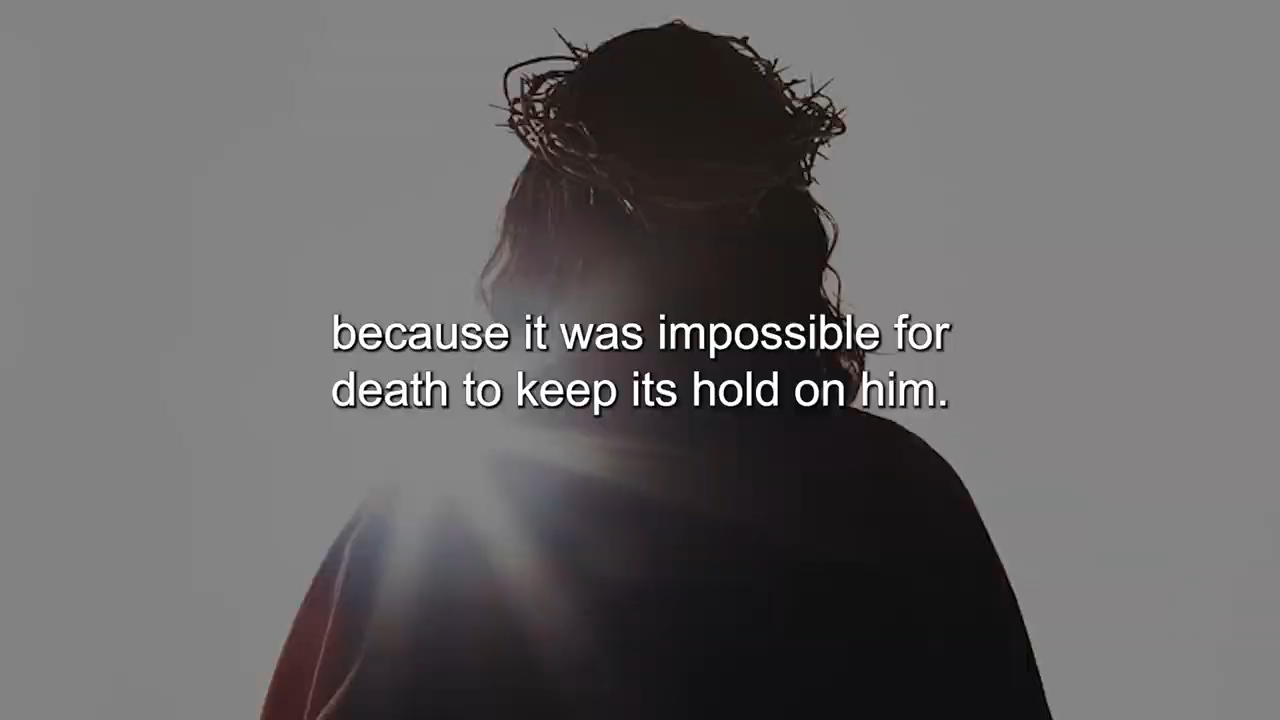 because it was impossible for
death to keep its hold on him.